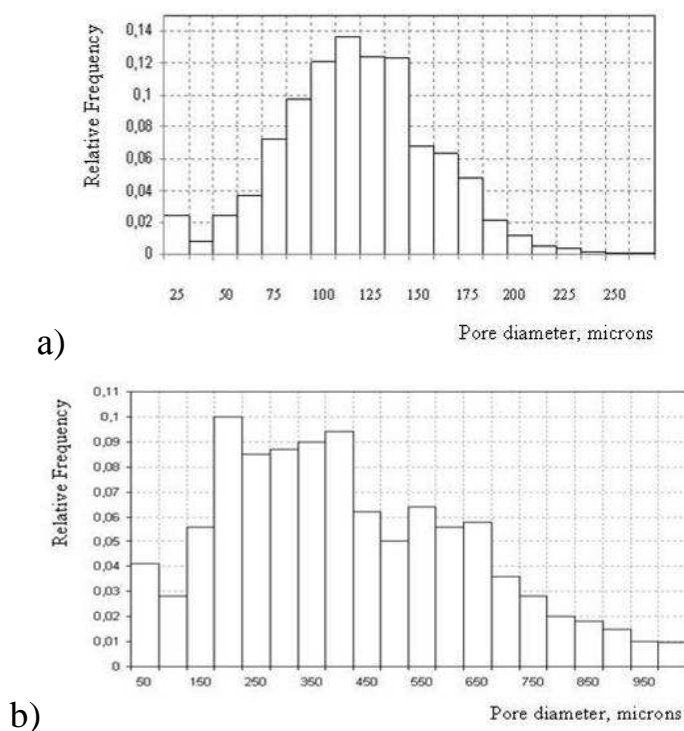 Relative Frequency
0,14
0,12
0,1
0,08
0,06
0,04
0,02
0
25 50 75 100 125 150 175 200 225 250
Pore diameter, microns
a)
Relative Frequency
0,11
0,1
0,09
0,08
0,07
0,06
0,05
0,04
0,03
0,02
0,01
0
50 150 250 350 450 550 650 750 850 950
Pore diameter, microns
b)